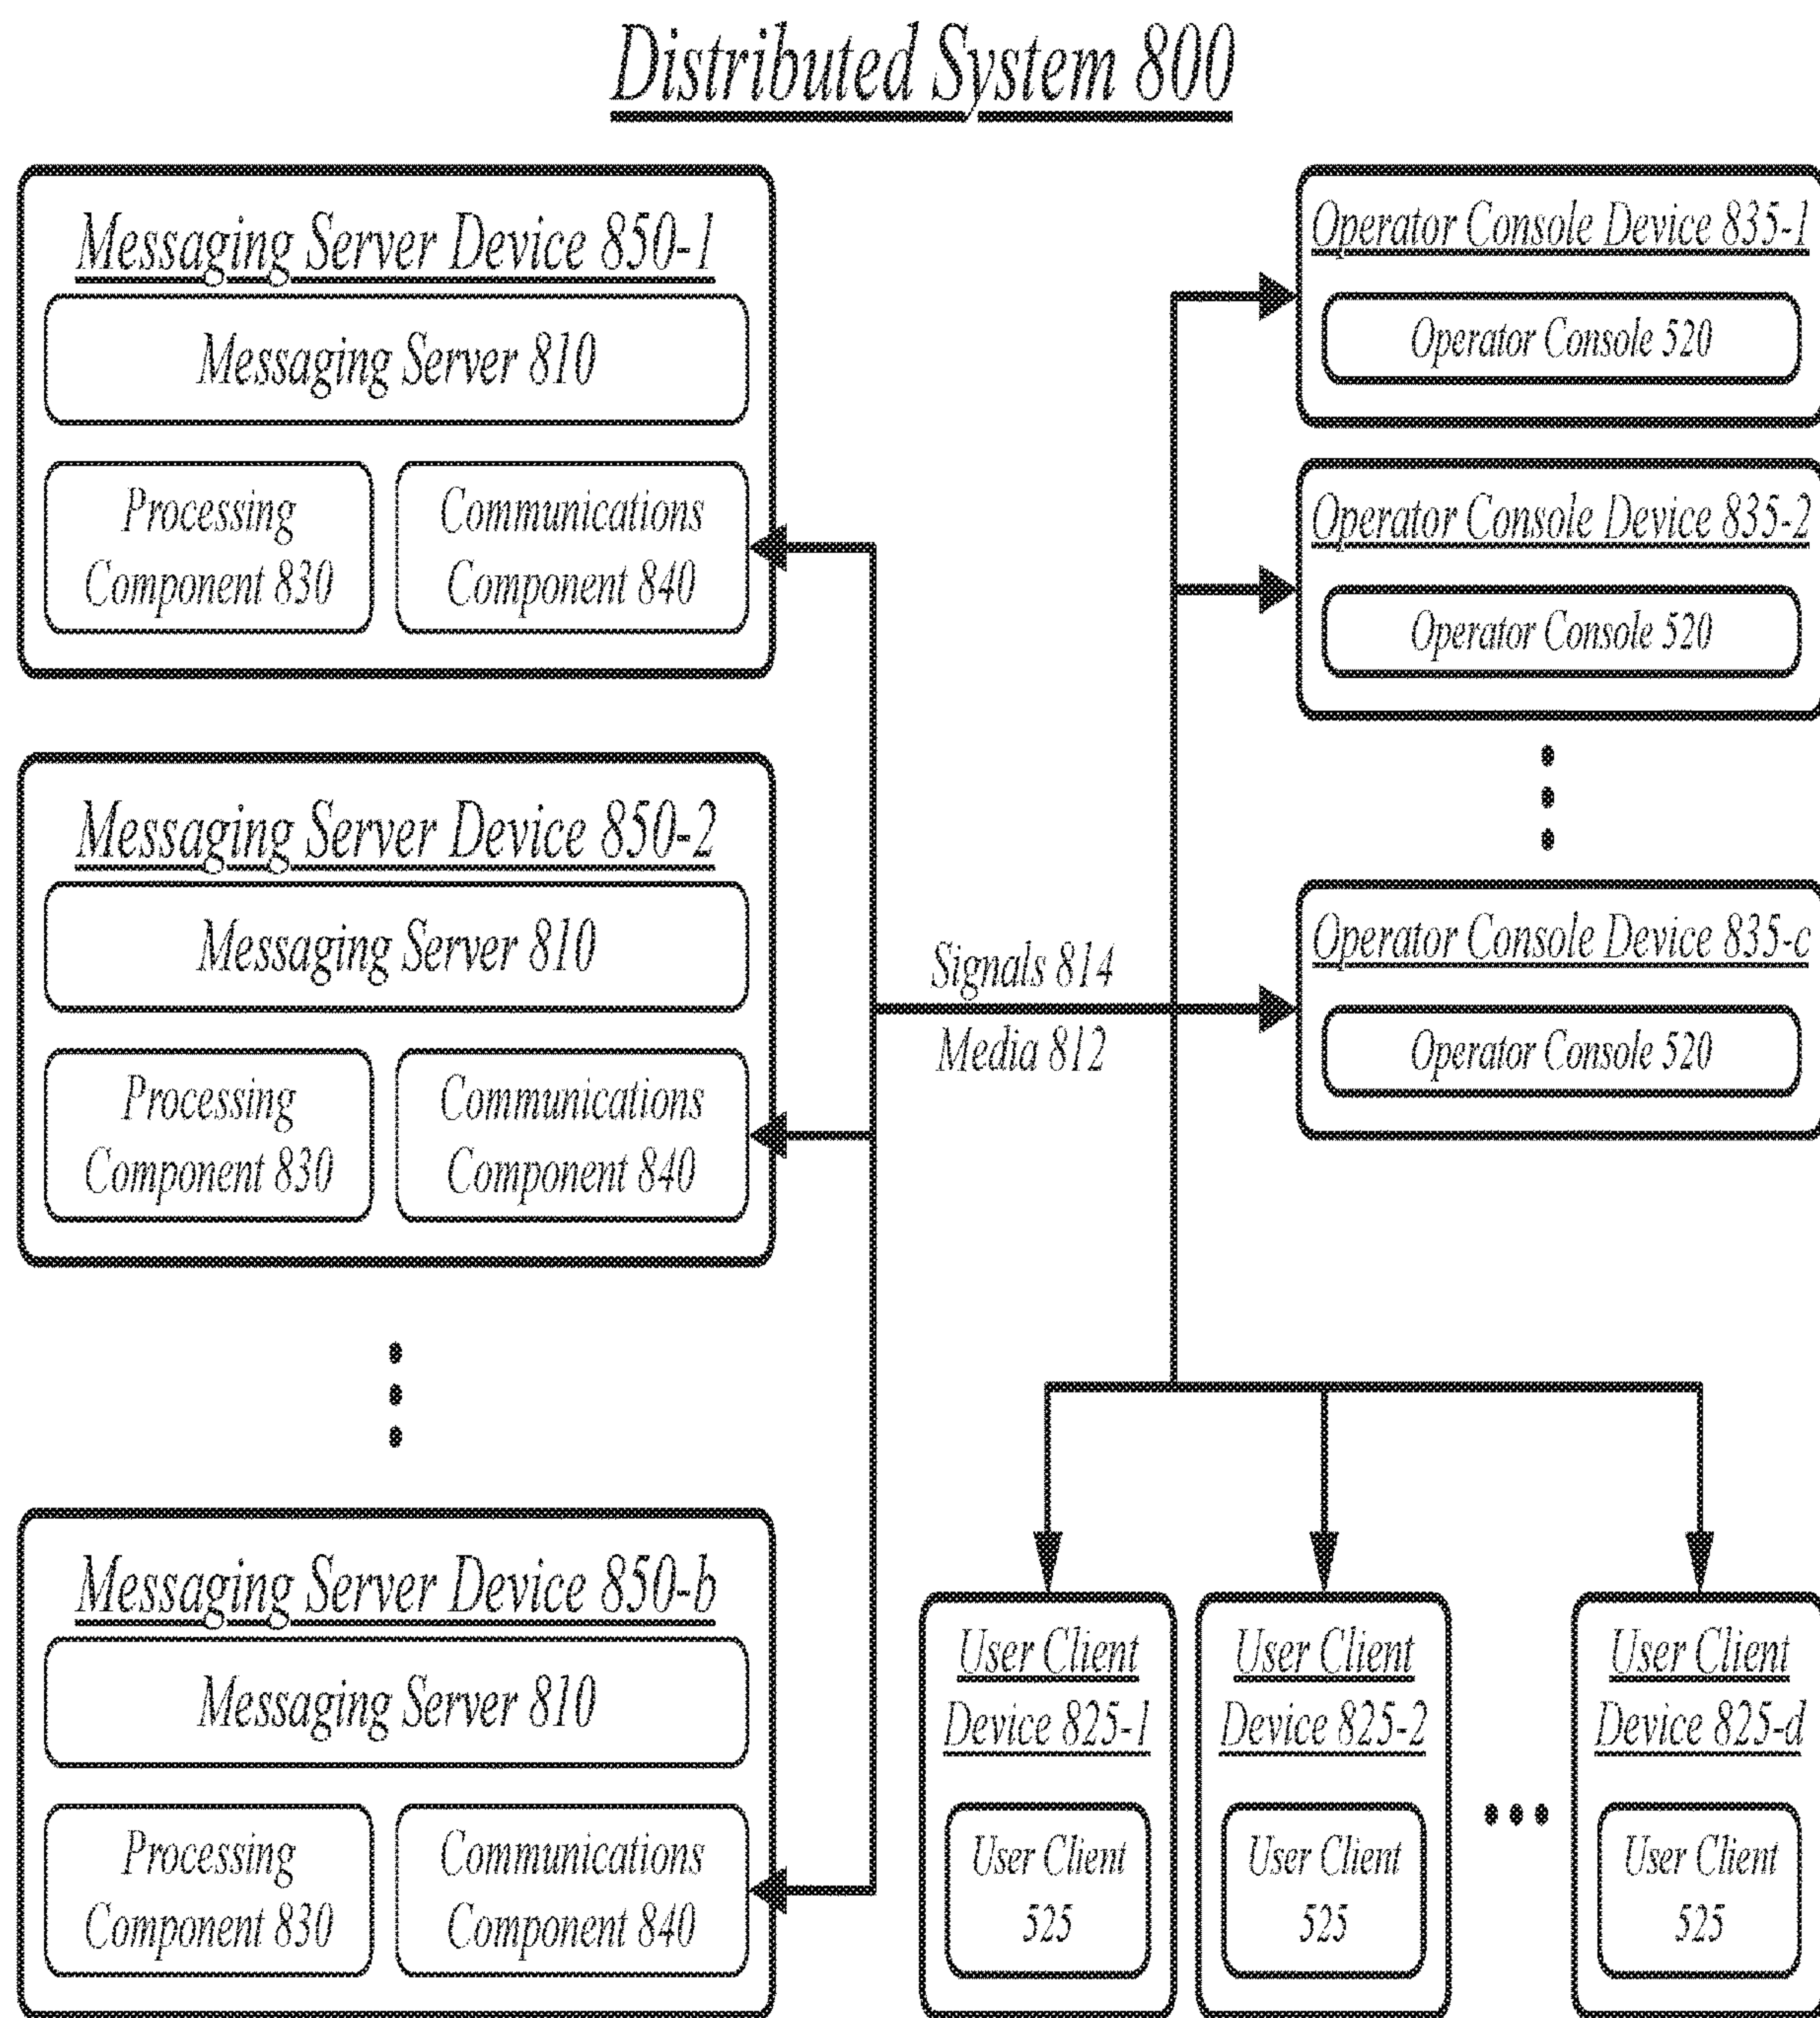 Distributed System 800
Messaging Server Device 850-1
Messaging Server 810
Processing
Component 830
Communications
Component 840
Messaging Server Device 850-2
Messaging Server 810
Processing
Component 830
Communications
Component 840
Messaging Server Device 850-b
Messaging Server 810
Processing
Component 830
Communications
Component 840
Signals 814
Media 812
Operator Console Device 835-1
Operator Console 520
Operator Console Device 835-2
Operator Console 520
Operator Console Device 835-c
Operator Console 520
User Client
Device 825-1
User Client
525
User Client
Device 825-2
User Client
525
User Client
Device 825-d
User Client
525